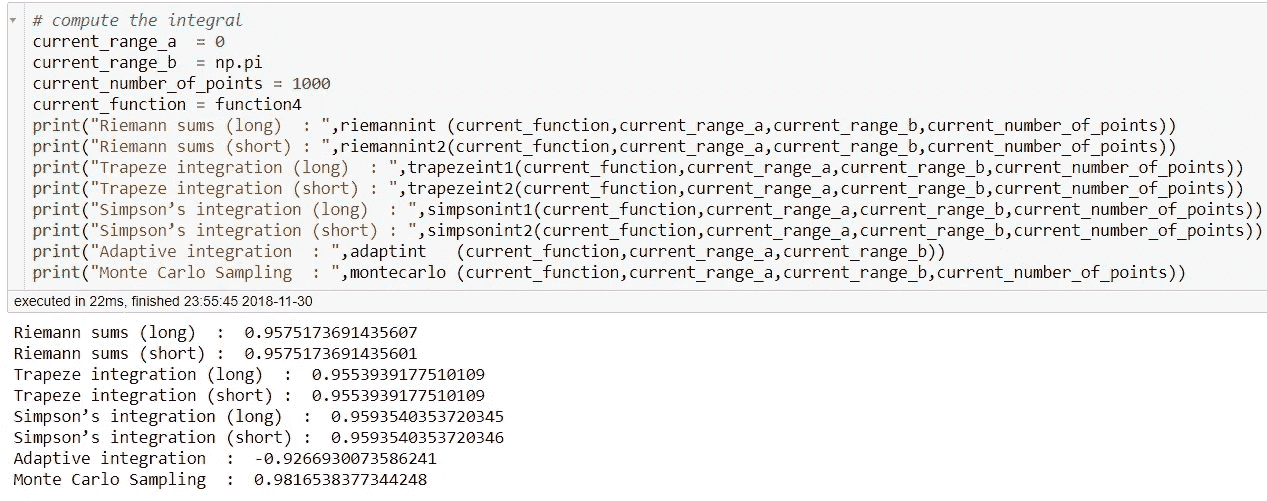 # compute the integral
current_range_a  = 0
current_range_b  = np.pi
current_number_of_points = 1000
current_function = function4
print("Riemann sums (long)  : ",riemannint (current_function,current_range_a,current_range_b,current_number_of_points))
print("Riemann sums (short) : ",riemannint2(current_function,current_range_a,current_range_b,current_number_of_points))
print("Trapeze integration (long)  : ",trapezeint1(current_function,current_range_a,current_range_b,current_number_of_points))
print("Trapeze integration (short) : ",trapezeint2(current_function,current_range_a,current_range_b,current_number_of_points))
print("Simpson’s integration (long)  : ",simpsonint1(current_function,current_range_a,current_range_b,current_number_of_points))
print("Simpson’s integration (short) : ",simpsonint2(current_function,current_range_a,current_range_b,current_number_of_points))
print("Adaptive integration  : ",adaptint   (current_function,current_range_a,current_range_b))
print("Monte Carlo Sampling  : ",montecarlo (current_function,current_range_a,current_range_b,current_number_of_points))
executed in 22ms, finished 23:55:45 2018-11-30
Riemann sums (long)  :  0.9575173691435607
Riemann sums (short) :  0.9575173691435601
Trapeze integration (long)  :  0.9553939177510109
Trapeze integration (short) :  0.9553939177510109
Simpson’s integration (long)  :  0.9593540353720345
Simpson’s integration (short) :  0.9593540353720346
Adaptive integration  :  -0.9266930073586241
Monte Carlo Sampling  :  0.9816538377344248